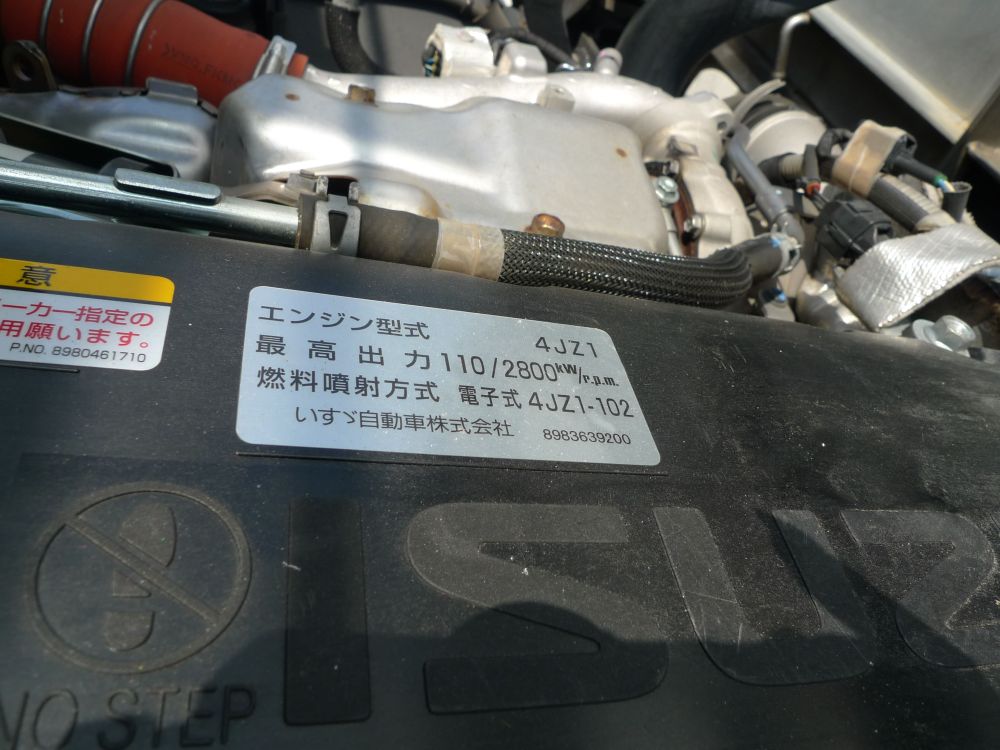 意
ーカー指定の
用願います。
P.NO. 8980461710
エンジン型式 4JZ1
最高出力 110/2800kW/r.p.m.
燃料噴射方式 電子式 4JZ1-102
いすゞ自動車株式会社 8983639200
NO STEP
ISUZ